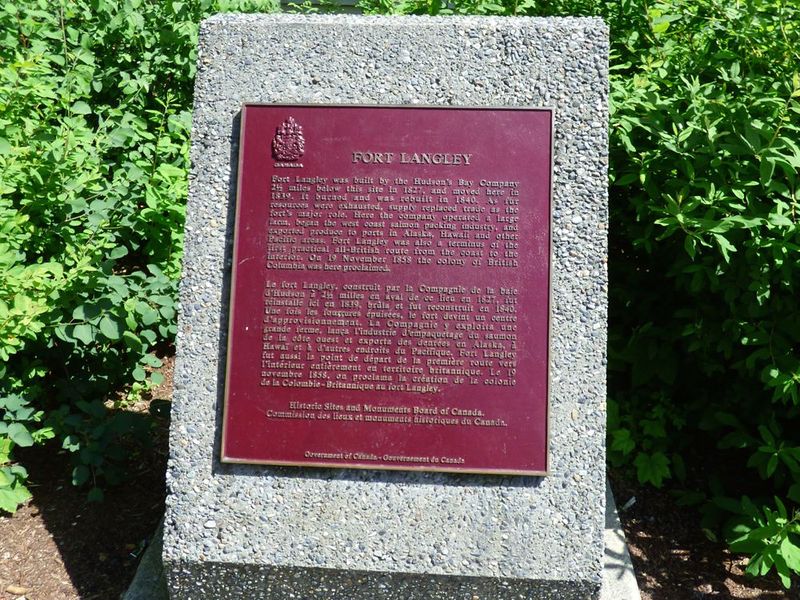 CANADA
FORT LANGLEY
Fort Langley was built by the Hudson's Bay Company
2½ miles below this site in 1827, and moved here in
1839. It burned and was rebuilt in 1840. As fur
resources were exhausted, supply replaced trade as the
fort's major role. Here the company operated a large
farm, began the west coast salmon packing industry, and
exported produce to ports in Alaska, Hawaii and other
Pacific areas. Fort Langley was also a terminus of the
first practical all-British route from the coast to the
interior. On 19 November 1858 the colony of British
Columbia was here proclaimed.
Le fort Langley, construit par la Compagnie de la baie
d'Hudson à 2½ milles en aval de ce lieu en 1827, fut
réinstallé ici en 1839, brûla et fut reconstruit en 1840.
Une fois les fourrures épuisées, le fort devint un centre
d'approvisionnement. La Compagnie y exploita une
grande ferme, lança l'industrie d'empaquetage du saumon
de la côte ouest et exporta des denrées en Alaska, à
Hawaï et à d'autres endroits du Pacifique. Fort Langley
fut aussi le point de départ de la première route vers
l'intérieur entièrement en territoire britannique. Le 19
novembre 1858, on proclama la création de la colonie
de la Colombie-Britannique au fort Langley.
Historic Sites and Monuments Board of Canada.
Commission des lieux et monuments historiques du Canada.
Government of Canada - Gouvernement du Canada